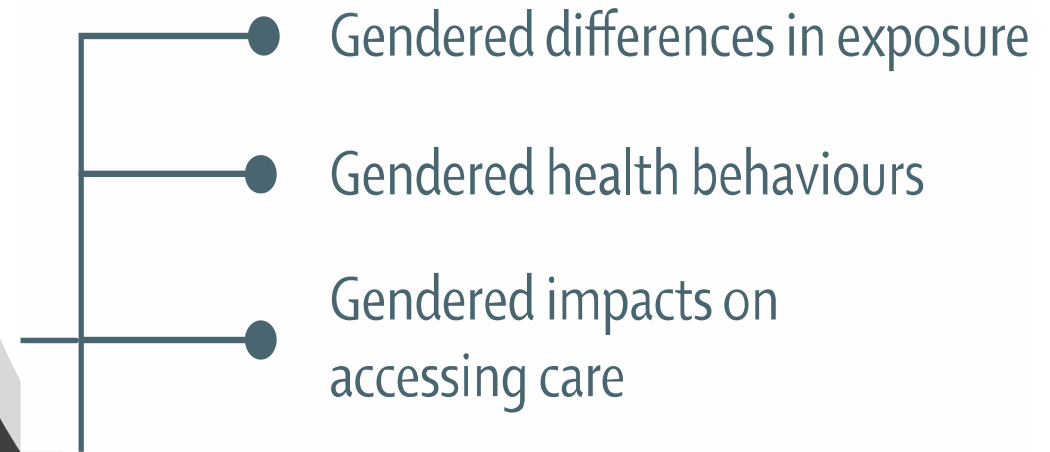 Gendered differences in exposure
Gendered health behaviours
Gendered impacts on
accessing care